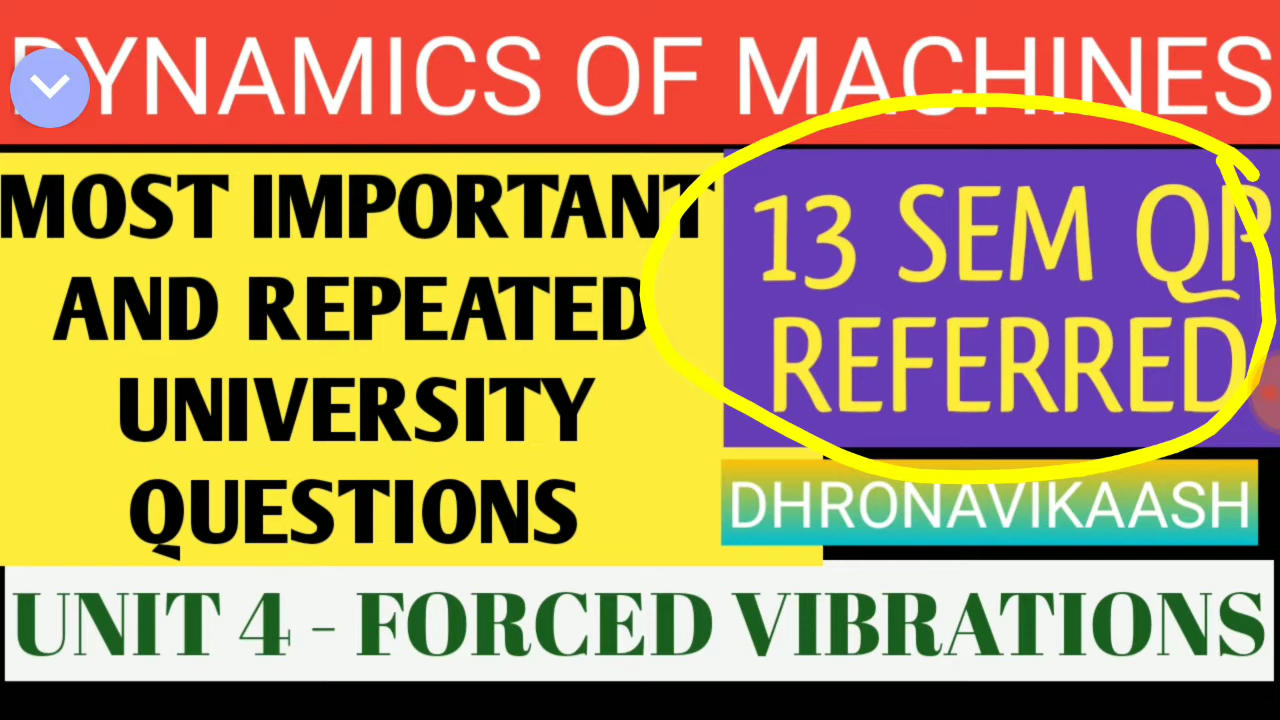 DYNAMICS OF MACHINES
MOST IMPORTANT
AND REPEATED
UNIVERSITY
QUESTIONS
13 SEM QP
REFERRED
DHRONAVIKAASH
UNIT 4 - FORCED VIBRATIONS